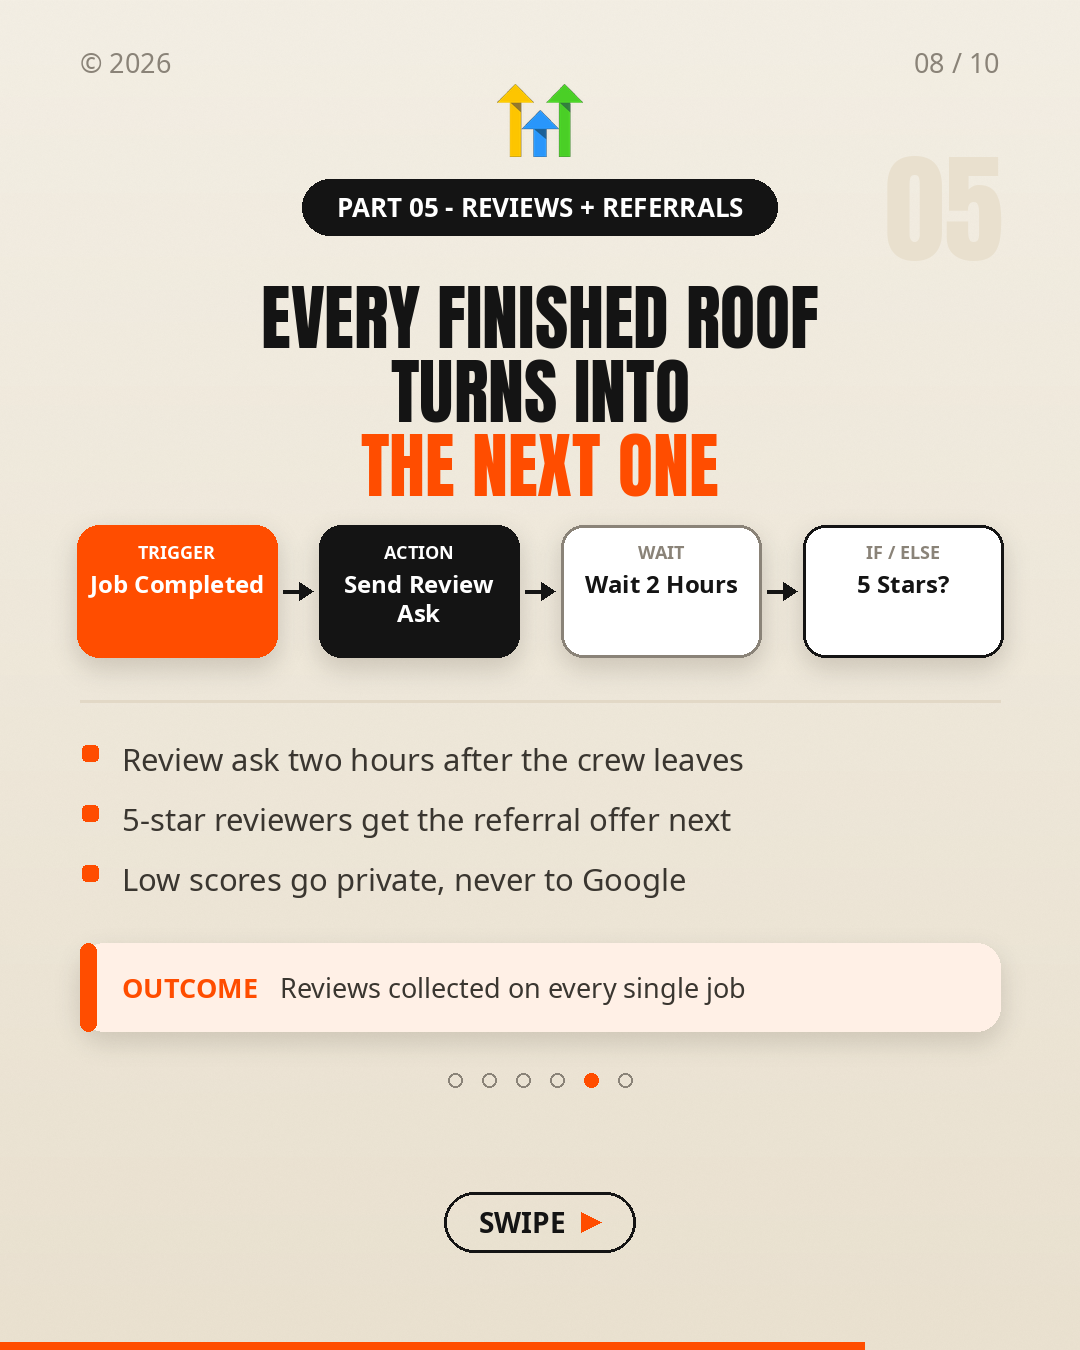 © 2026
08 / 10
PART 05 - REVIEWS + REFERRALS
05
EVERY FINISHED ROOF
TURNS INTO
THE NEXT ONE
TRIGGER
Job Completed
ACTION
Send Review
Ask
WAIT
Wait 2 Hours
IF / ELSE
5 Stars?
Review ask two hours after the crew leaves
5-star reviewers get the referral offer next
Low scores go private, never to Google
OUTCOME Reviews collected on every single job
SWIPE